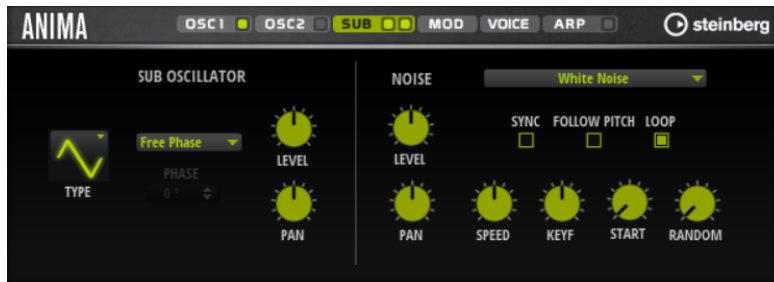 ANIMA
OSC1 OSC2 SUB MOD VOICE ARP
steinberg
SUB OSCILLATOR
Free Phase
PHASE
0 °
TYPE
LEVEL
PAN
NOISE
White Noise
SYNC FOLLOW PITCH LOOP
LEVEL
PAN SPEED KEYF START RANDOM